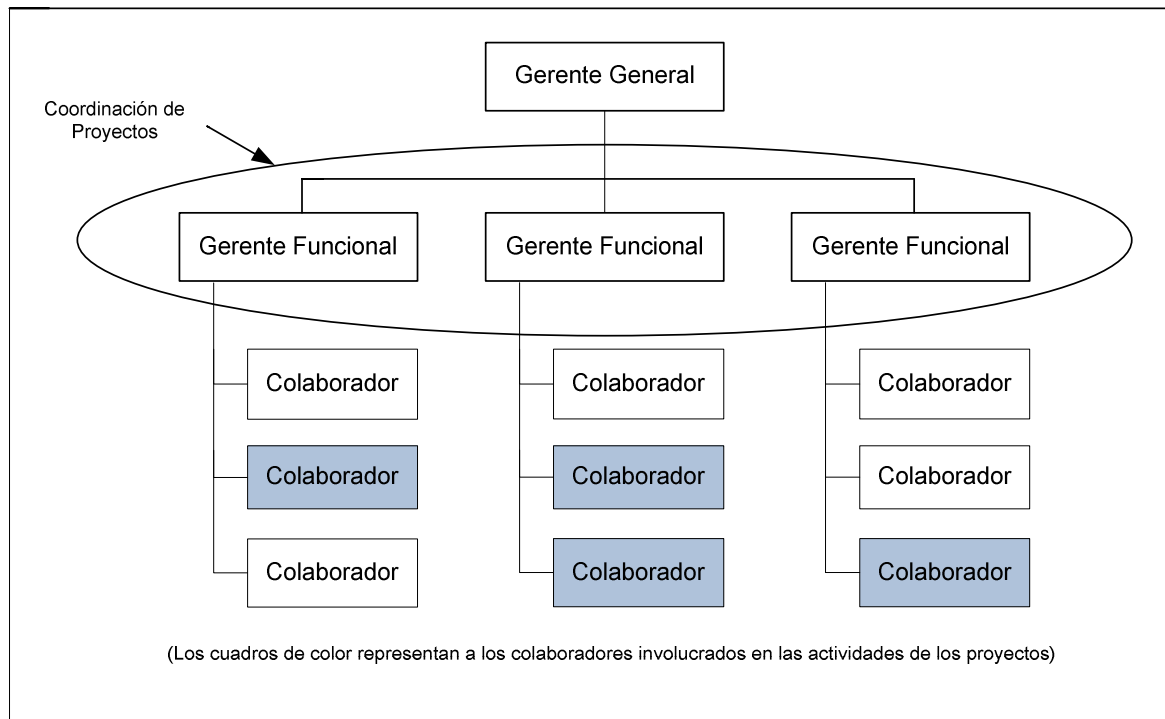 Gerente General
Coordinación de
Proyectos
Gerente Funcional
Gerente Funcional
Gerente Funcional
Colaborador
Colaborador
Colaborador
Colaborador
Colaborador
Colaborador
Colaborador
Colaborador
Colaborador
(Los cuadros de color representan a los colaboradores involucrados en las actividades de los proyectos)